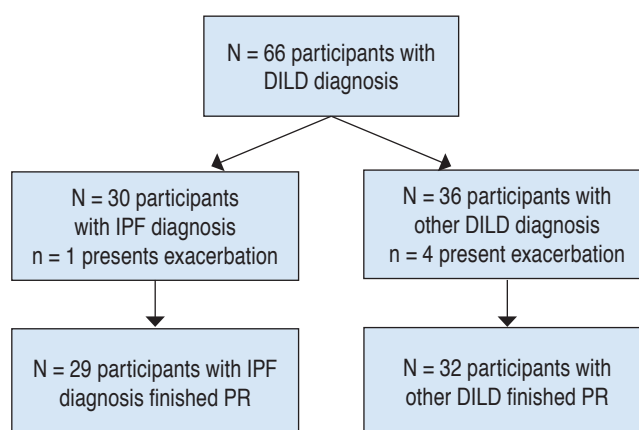 N = 66 participants with
DILD diagnosis
N = 30 participants
with IPF diagnosis
n = 1 presents exacerbation
N = 36 participants with
other DILD diagnosis
n = 4 present exacerbation
N = 29 participants with IPF
diagnosis finished PR
N = 32 participants with
other DILD finished PR